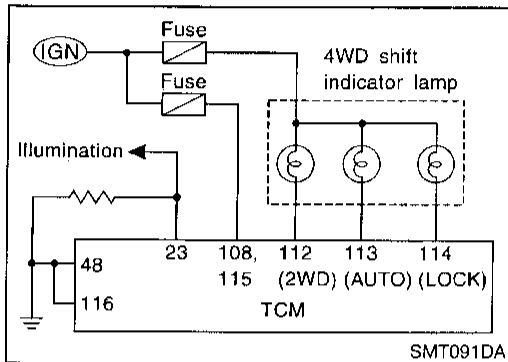 Fuse
IGN
4WD shift
indicator lamp
Fuse
Illumination
23 108, 112 113 114
48
115 (2WD) (AUTO) (LOCK)
116
TCM
SMT091DA